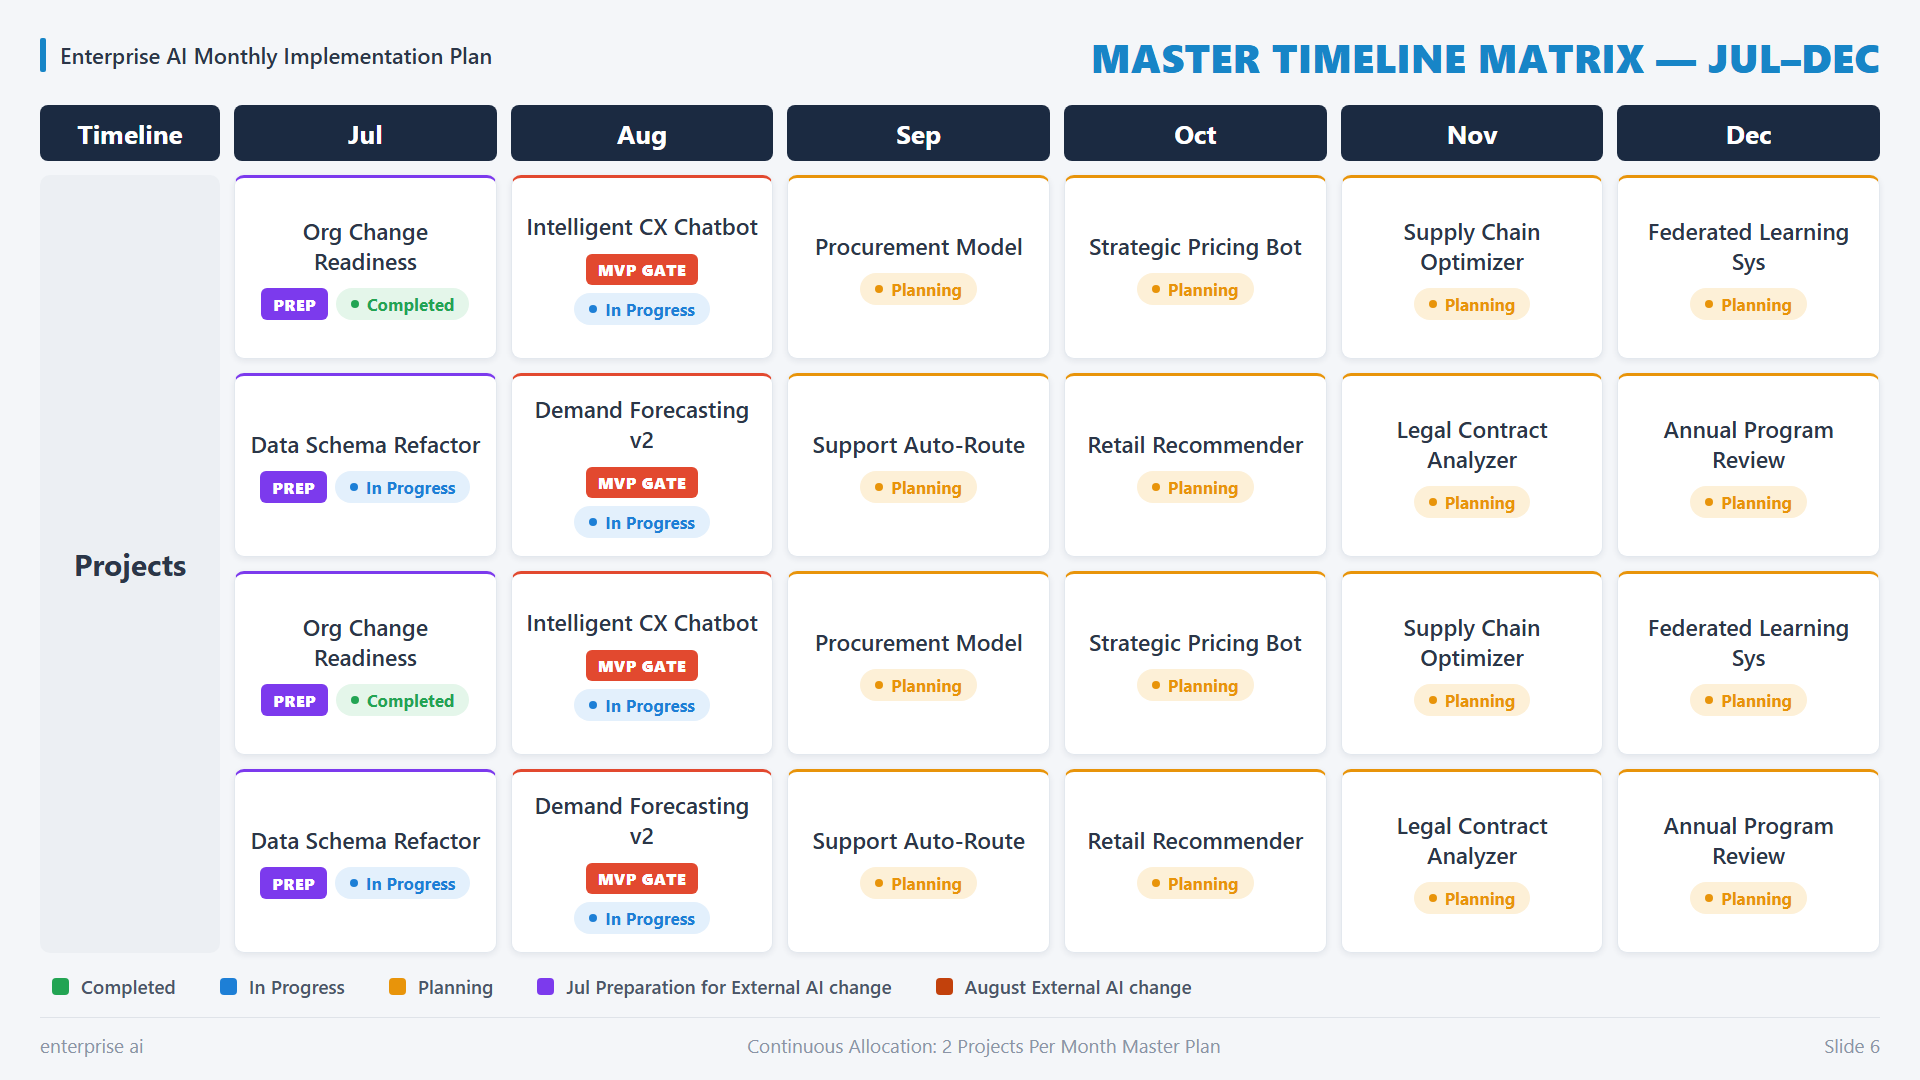 Enterprise AI Monthly Implementation Plan
MASTER TIMELINE MATRIX — JUL–DEC
Timeline
Jul
Aug
Sep
Oct
Nov
Dec
Projects
Org Change
Readiness
PREP
Completed
Intelligent CX Chatbot
MVP GATE
In Progress
Procurement Model
Planning
Strategic Pricing Bot
Planning
Supply Chain
Optimizer
Planning
Federated Learning
Sys
Planning
Data Schema Refactor
PREP
In Progress
Demand Forecasting
v2
MVP GATE
In Progress
Support Auto-Route
Planning
Retail Recommender
Planning
Legal Contract
Analyzer
Planning
Annual Program
Review
Planning
Org Change
Readiness
PREP
Completed
Intelligent CX Chatbot
MVP GATE
In Progress
Procurement Model
Planning
Strategic Pricing Bot
Planning
Supply Chain
Optimizer
Planning
Federated Learning
Sys
Planning
Data Schema Refactor
PREP
In Progress
Demand Forecasting
v2
MVP GATE
In Progress
Support Auto-Route
Planning
Retail Recommender
Planning
Legal Contract
Analyzer
Planning
Annual Program
Review
Planning
Completed
In Progress
Planning
Jul Preparation for External AI change
August External AI change
enterprise ai
Continuous Allocation: 2 Projects Per Month Master Plan
Slide 6